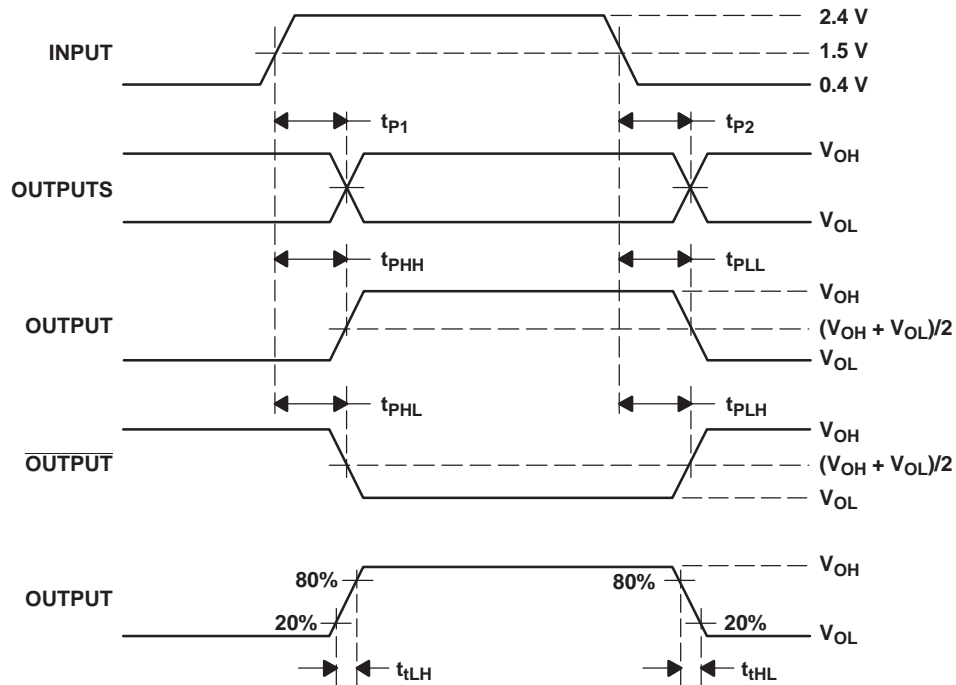 2.4 V
INPUT
1.5 V
0.4 V
tP1
tP2
VOH
OUTPUTS
VOL
tPHH
tPLL
VOH
OUTPUT
(VOH + VOL)/2
VOL
tPHL
tPLH
VOH
OUTPUT
(VOH + VOL)/2
VOL
VOH
80%
80%
OUTPUT
20%
20%
VOL
ttLH
ttHL